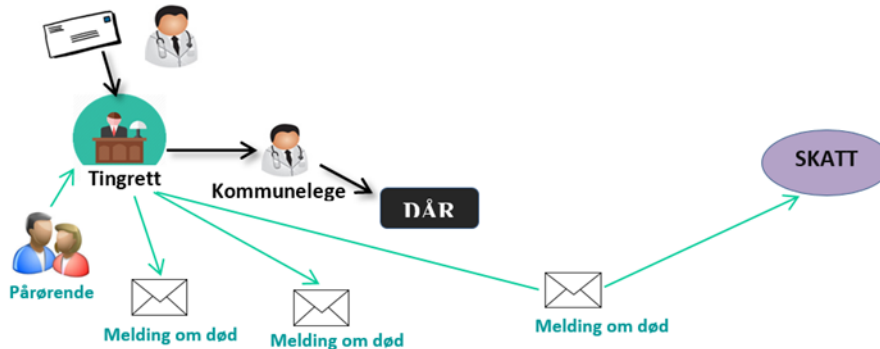 Tingrett
Kommunelege
DÅR
SKATT
Pårørende
Melding om død
Melding om død
Melding om død